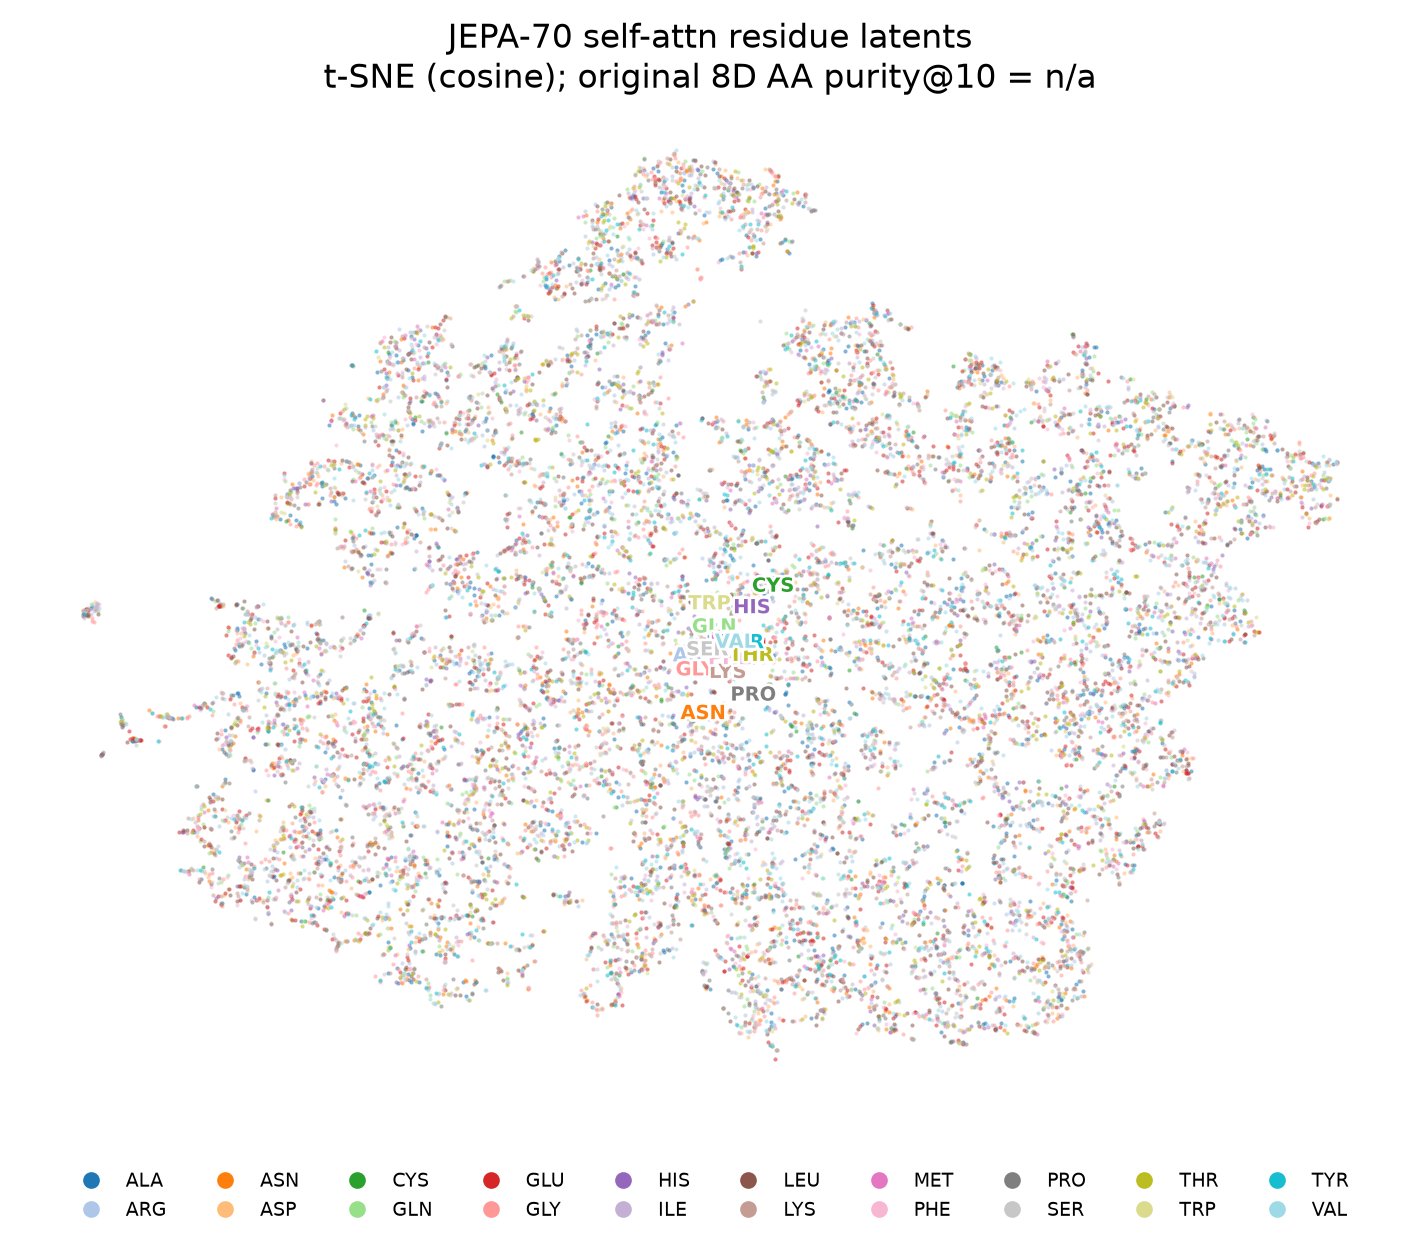 JEPA-70 self-attn residue latents
t-SNE (cosine); original 8D AA purity@10 = n/a
CYS
TRP HIS
GLN
VAL
THR
LYS
PRO
ASN
ALA ASN CYS GLU HIS LEU MET PRO THR TYR
ARG ASP GLN GLY ILE LYS PHE SER TRP VAL